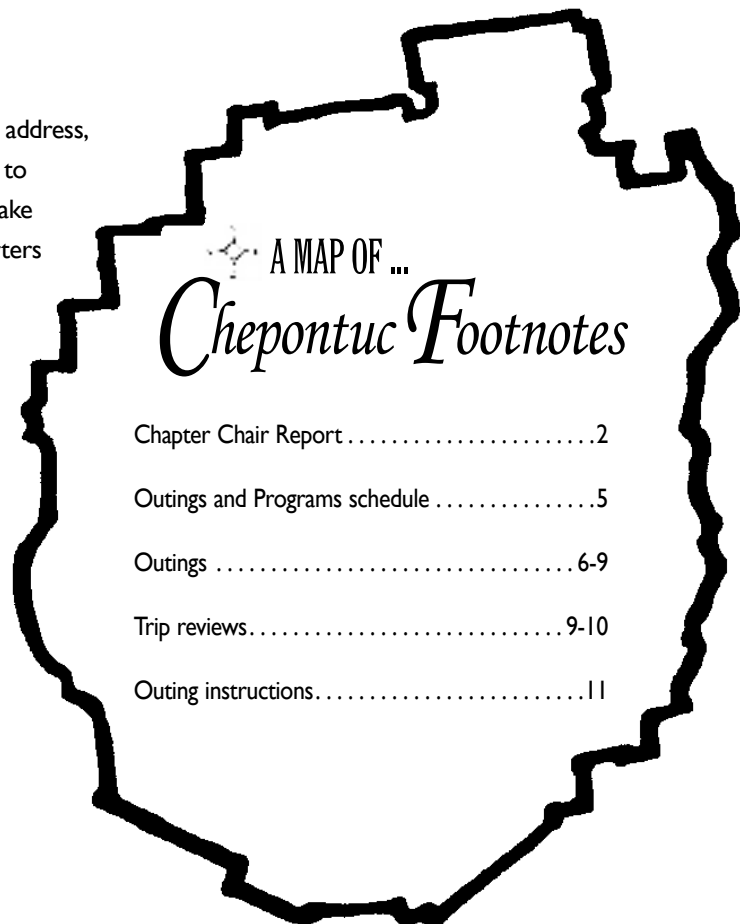 address,
to
ake
ters
A MAP OF ...
Chepontuc Footnotes
Chapter Chair Report . . . . . . . . . . . . . . . . . . . . . . .2
Outings and Programs schedule . . . . . . . . . . . . . . .5
Outings . . . . . . . . . . . . . . . . . . . . . . . . . . . . . . . . . 6-9
Trip reviews. . . . . . . . . . . . . . . . . . . . . . . . . . . . . 9-10
Outing instructions. . . . . . . . . . . . . . . . . . . . . . . . .11